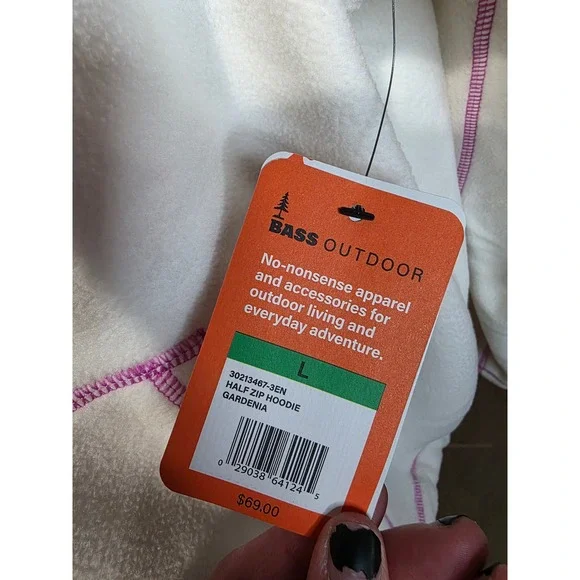 BASS OUTDOOR
No-nonsense apparel
and accessories for
outdoor living and
everyday adventure.
L
30213467-3EN
HALF ZIP HOODIE
GARDENIA
0 29038 64124 5
$69.00